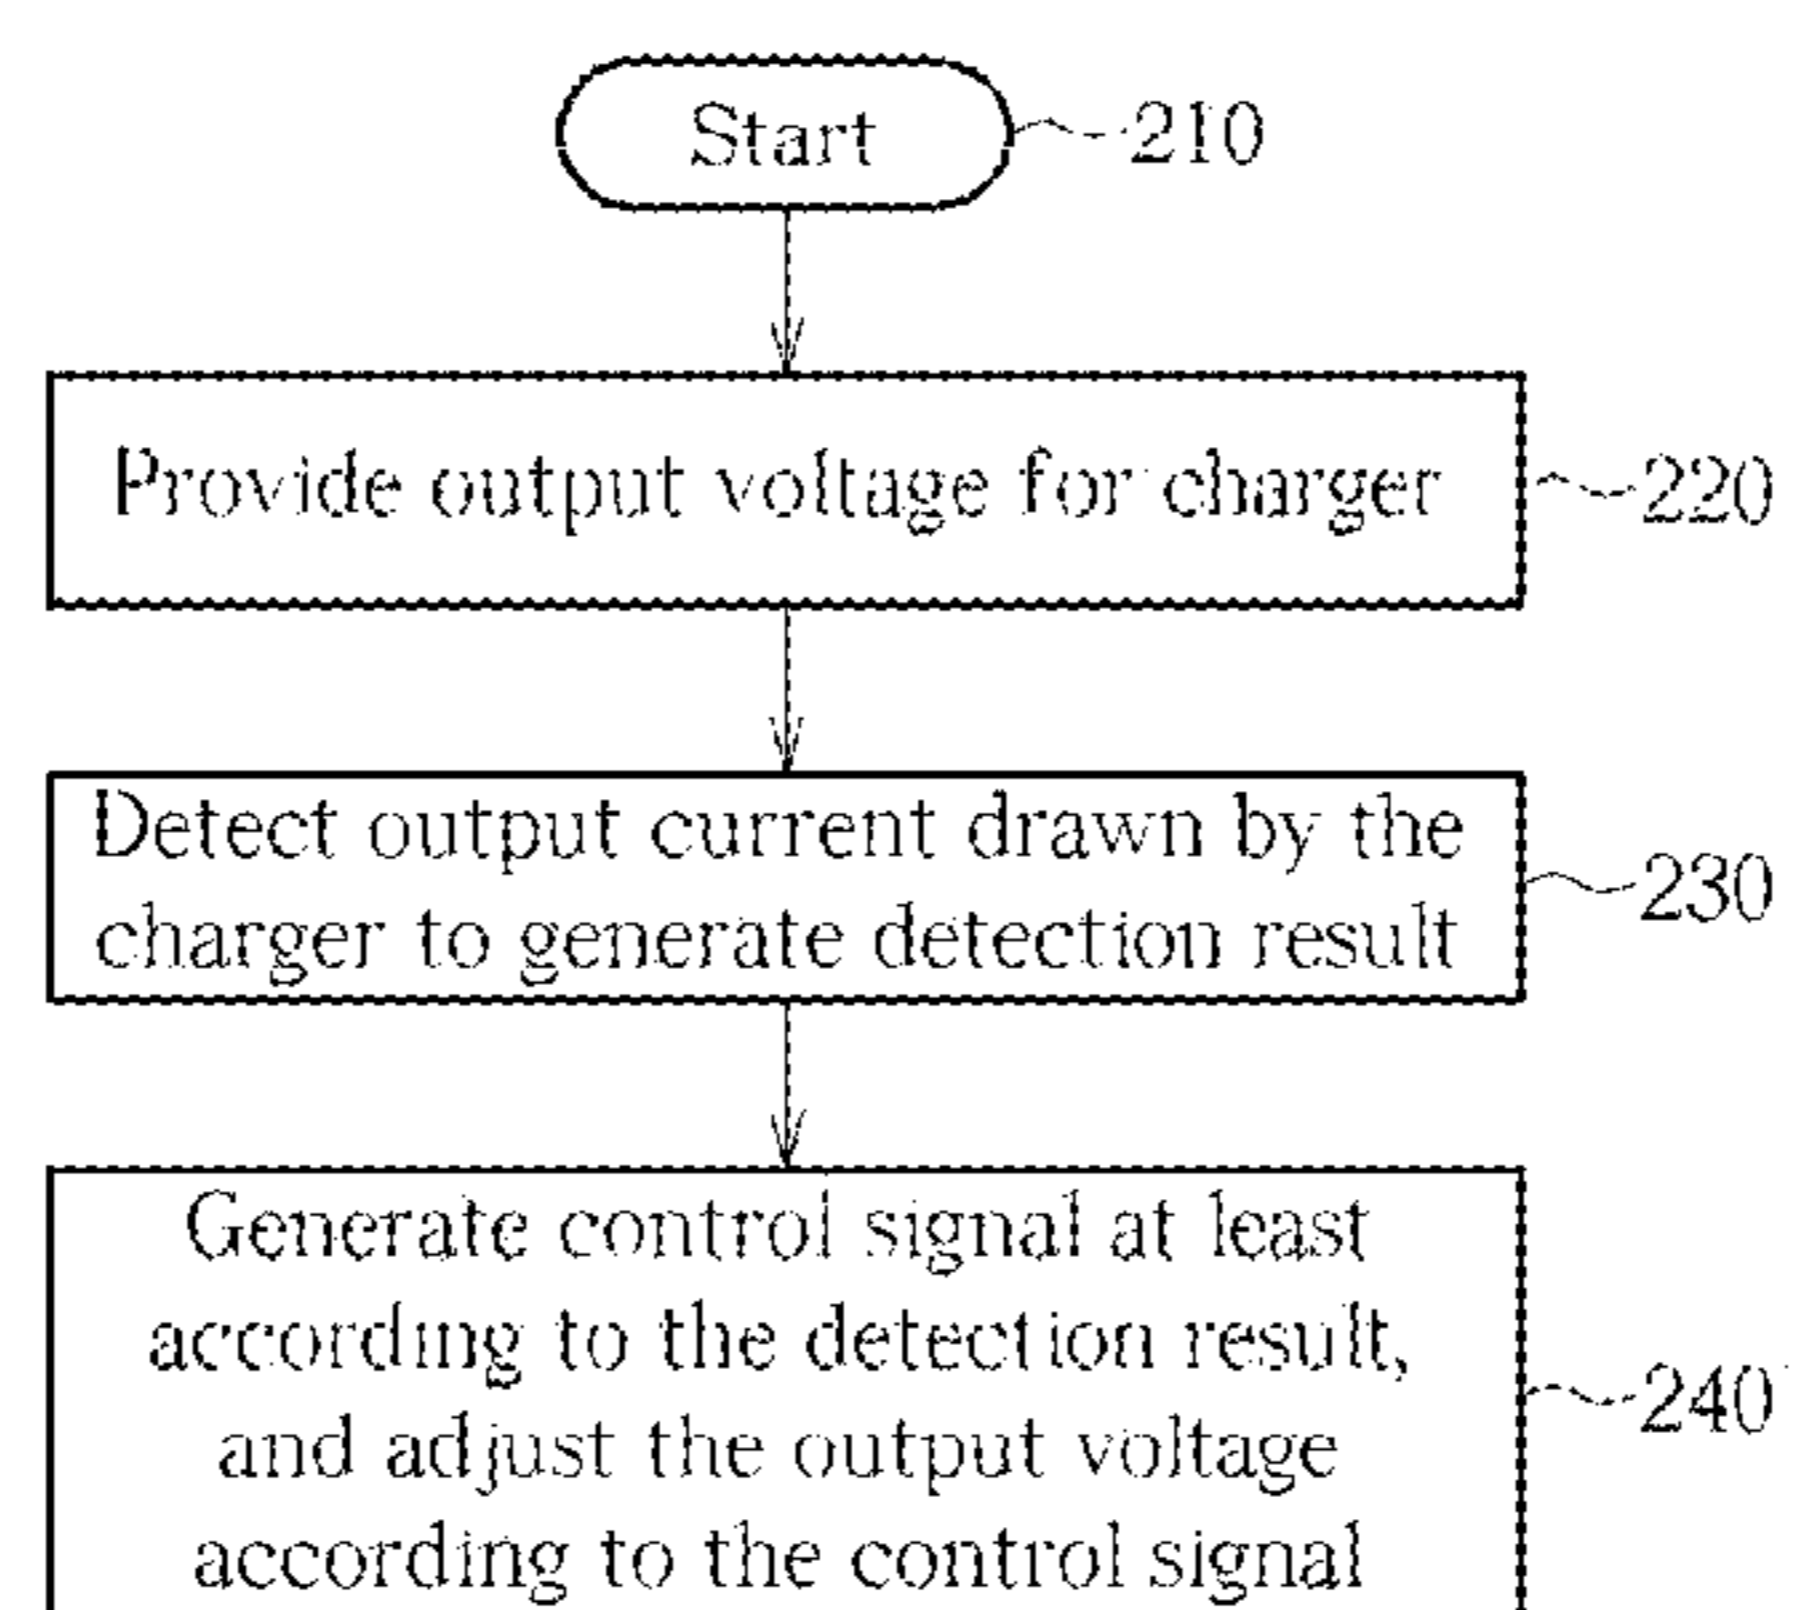 Start
210
Provide output voltage for charger
220
Detect output current drawn by the
charger to generate detection result
230
Generate control signal at least
according to the detection result,
and adjust the output voltage
according to the control signal
240